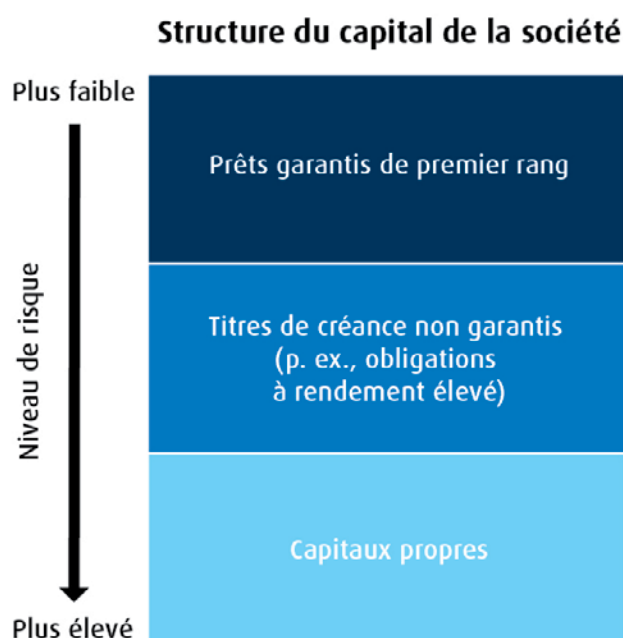 Structure du capital de la société
Plus faible
Niveau de risque
Plus élevé
Prêts garantis de premier rang
Titres de créance non garantis
(p. ex., obligations
à rendement élevé)
Capitaux propres